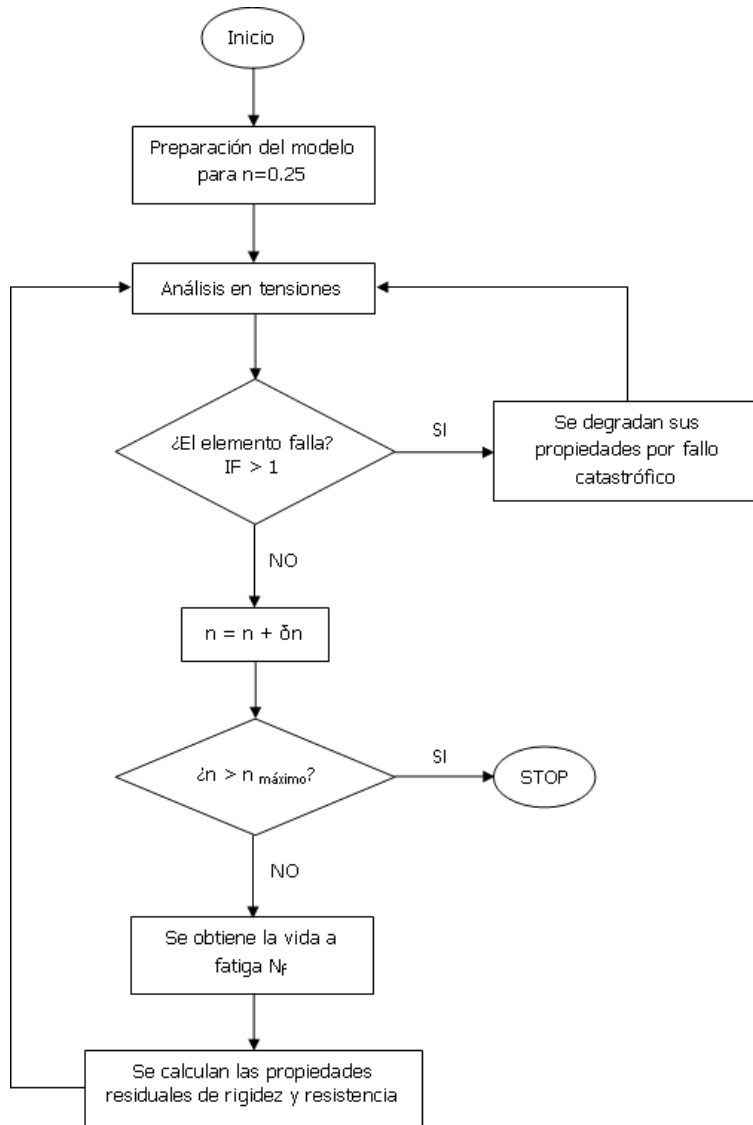 Inicio
Preparación del modelo
para n=0.25
Análisis en tensiones
¿El elemento falla?
IF > 1
SI
Se degradan sus
propiedades por fallo
catastrófico
NO
n = n + δn
¿n > n máximo?
SI
STOP
NO
Se obtiene la vida a
fatiga Nf
Se calculan las propiedades
residuales de rigidez y resistencia